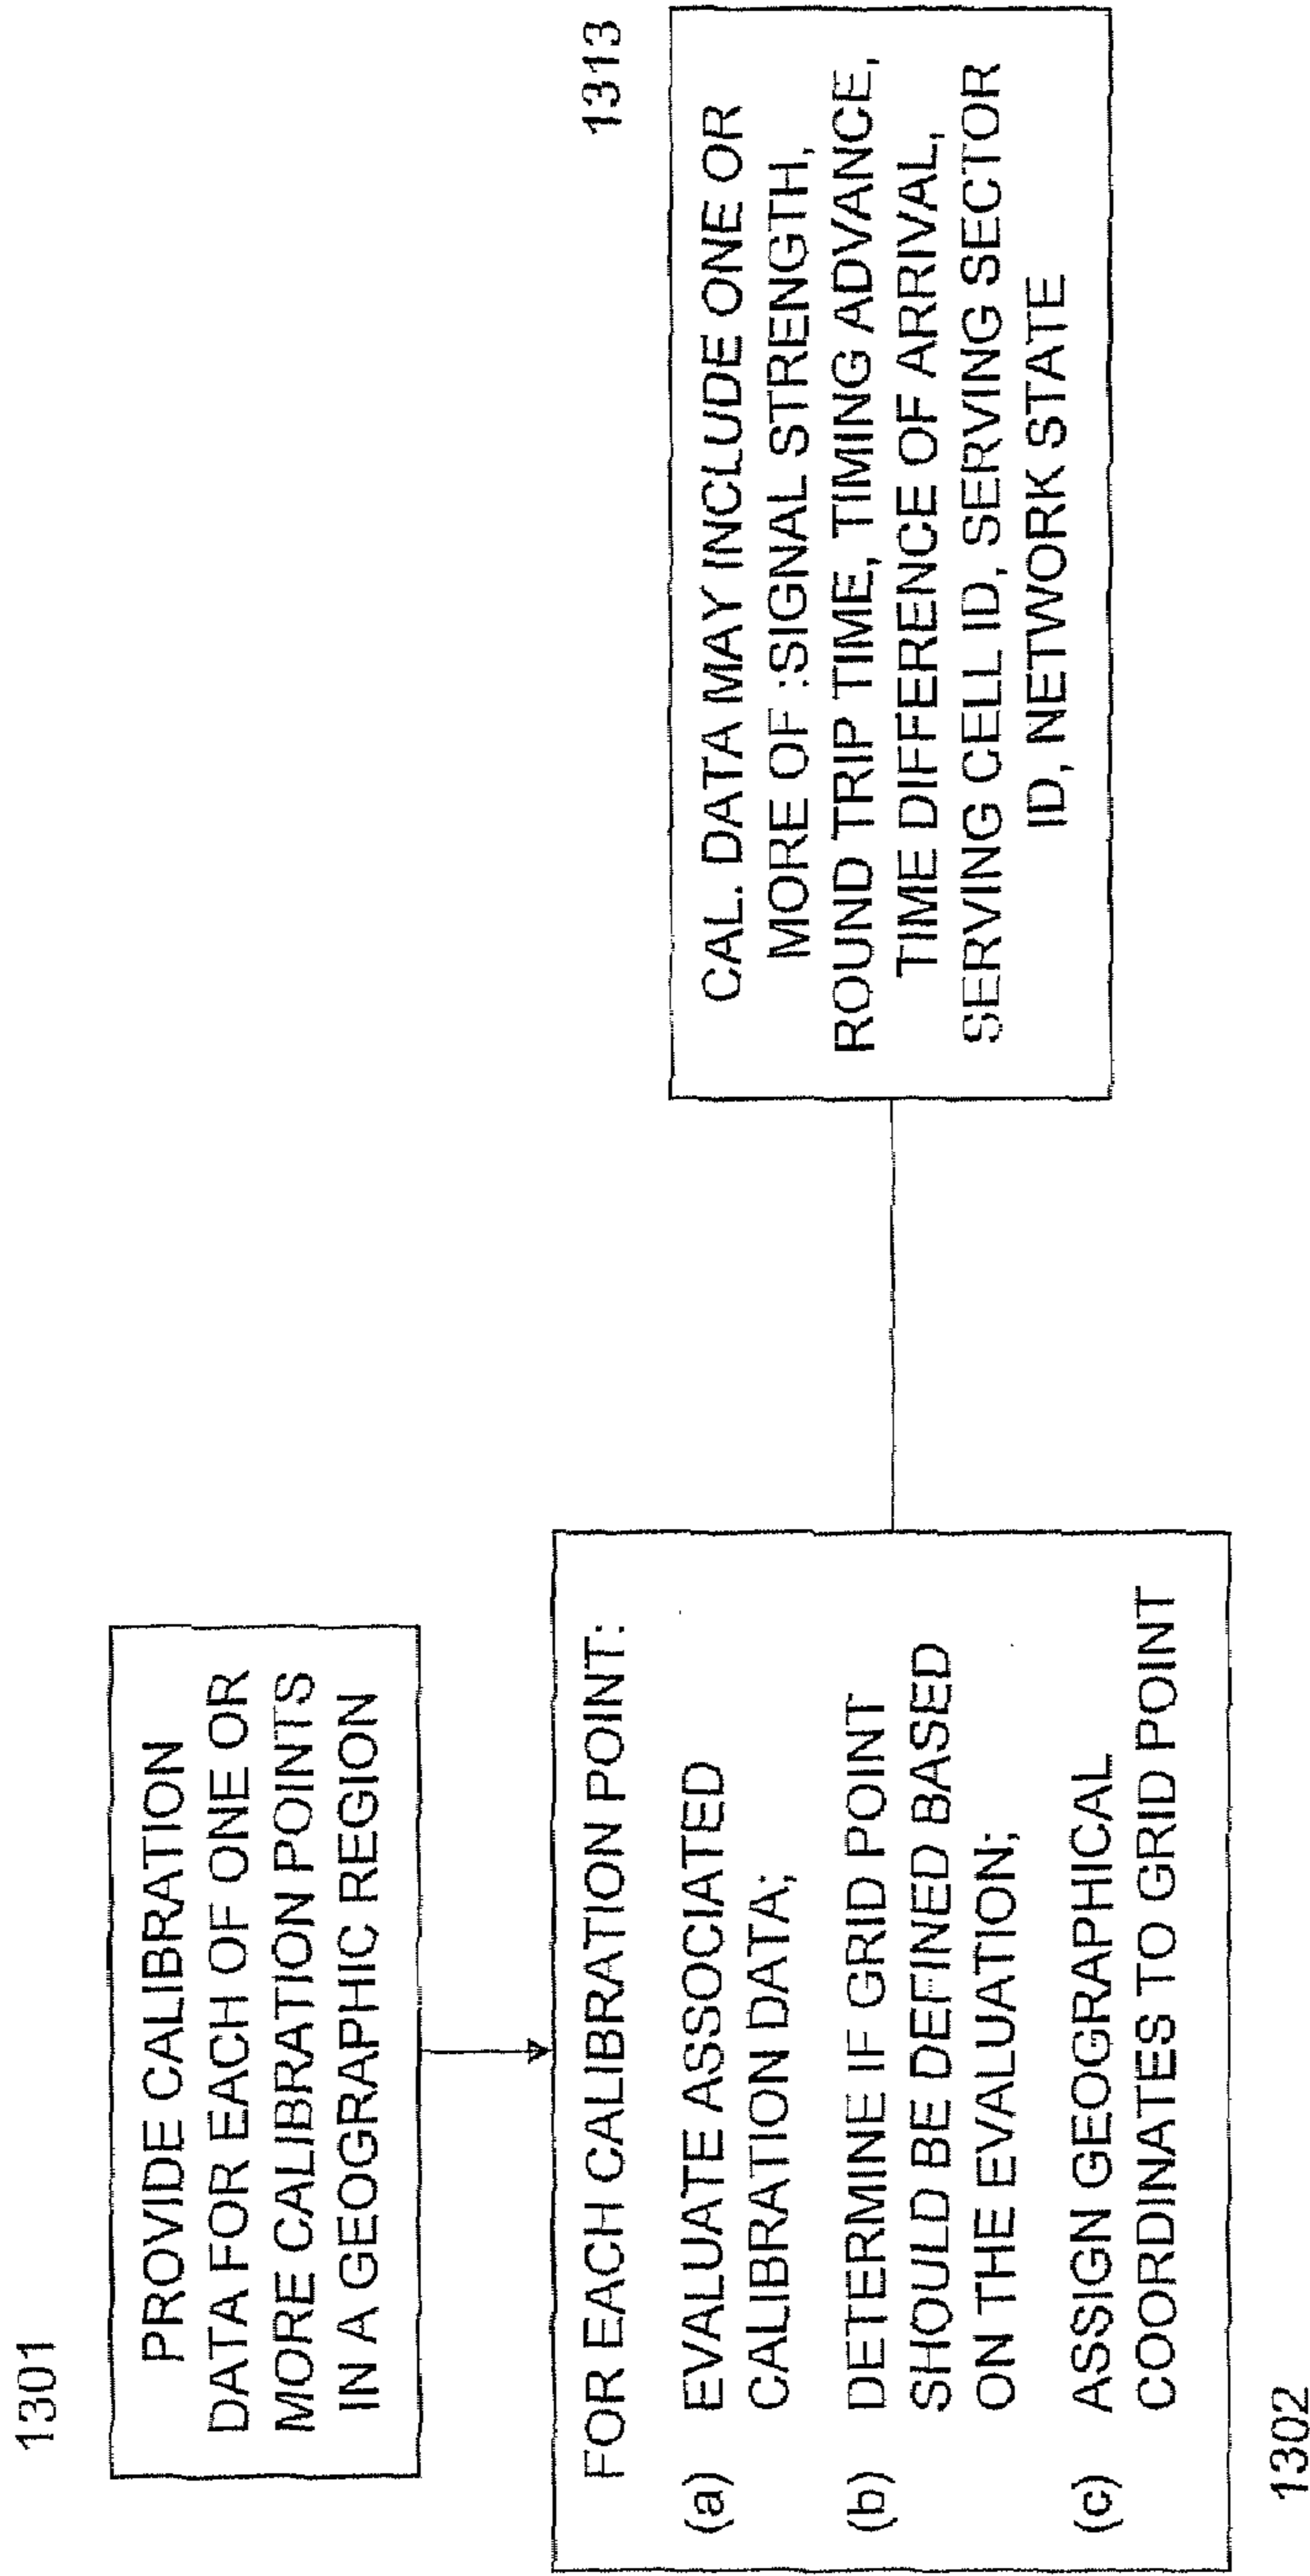 1301
PROVIDE CALIBRATION
DATA FOR EACH OF ONE OR
MORE CALIBRATION POINTS
IN A GEOGRAPHIC REGION
FOR EACH CALIBRATION POINT:
(a) EVALUATE ASSOCIATED
CALIBRATION DATA;
(b) DETERMINE IF GRID POINT
SHOULD BE DEFINED BASED
ON THE EVALUATION;
(c) ASSIGN GEOGRAPHICAL
COORDINATES TO GRID POINT
1302
1313
CAL. DATA MAY INCLUDE ONE OR
MORE OF :SIGNAL STRENGTH,
ROUND TRIP TIME, TIMING ADVANCE,
TIME DIFFERENCE OF ARRIVAL,
SERVING CELL ID, SERVING SECTOR
ID, NETWORK STATE